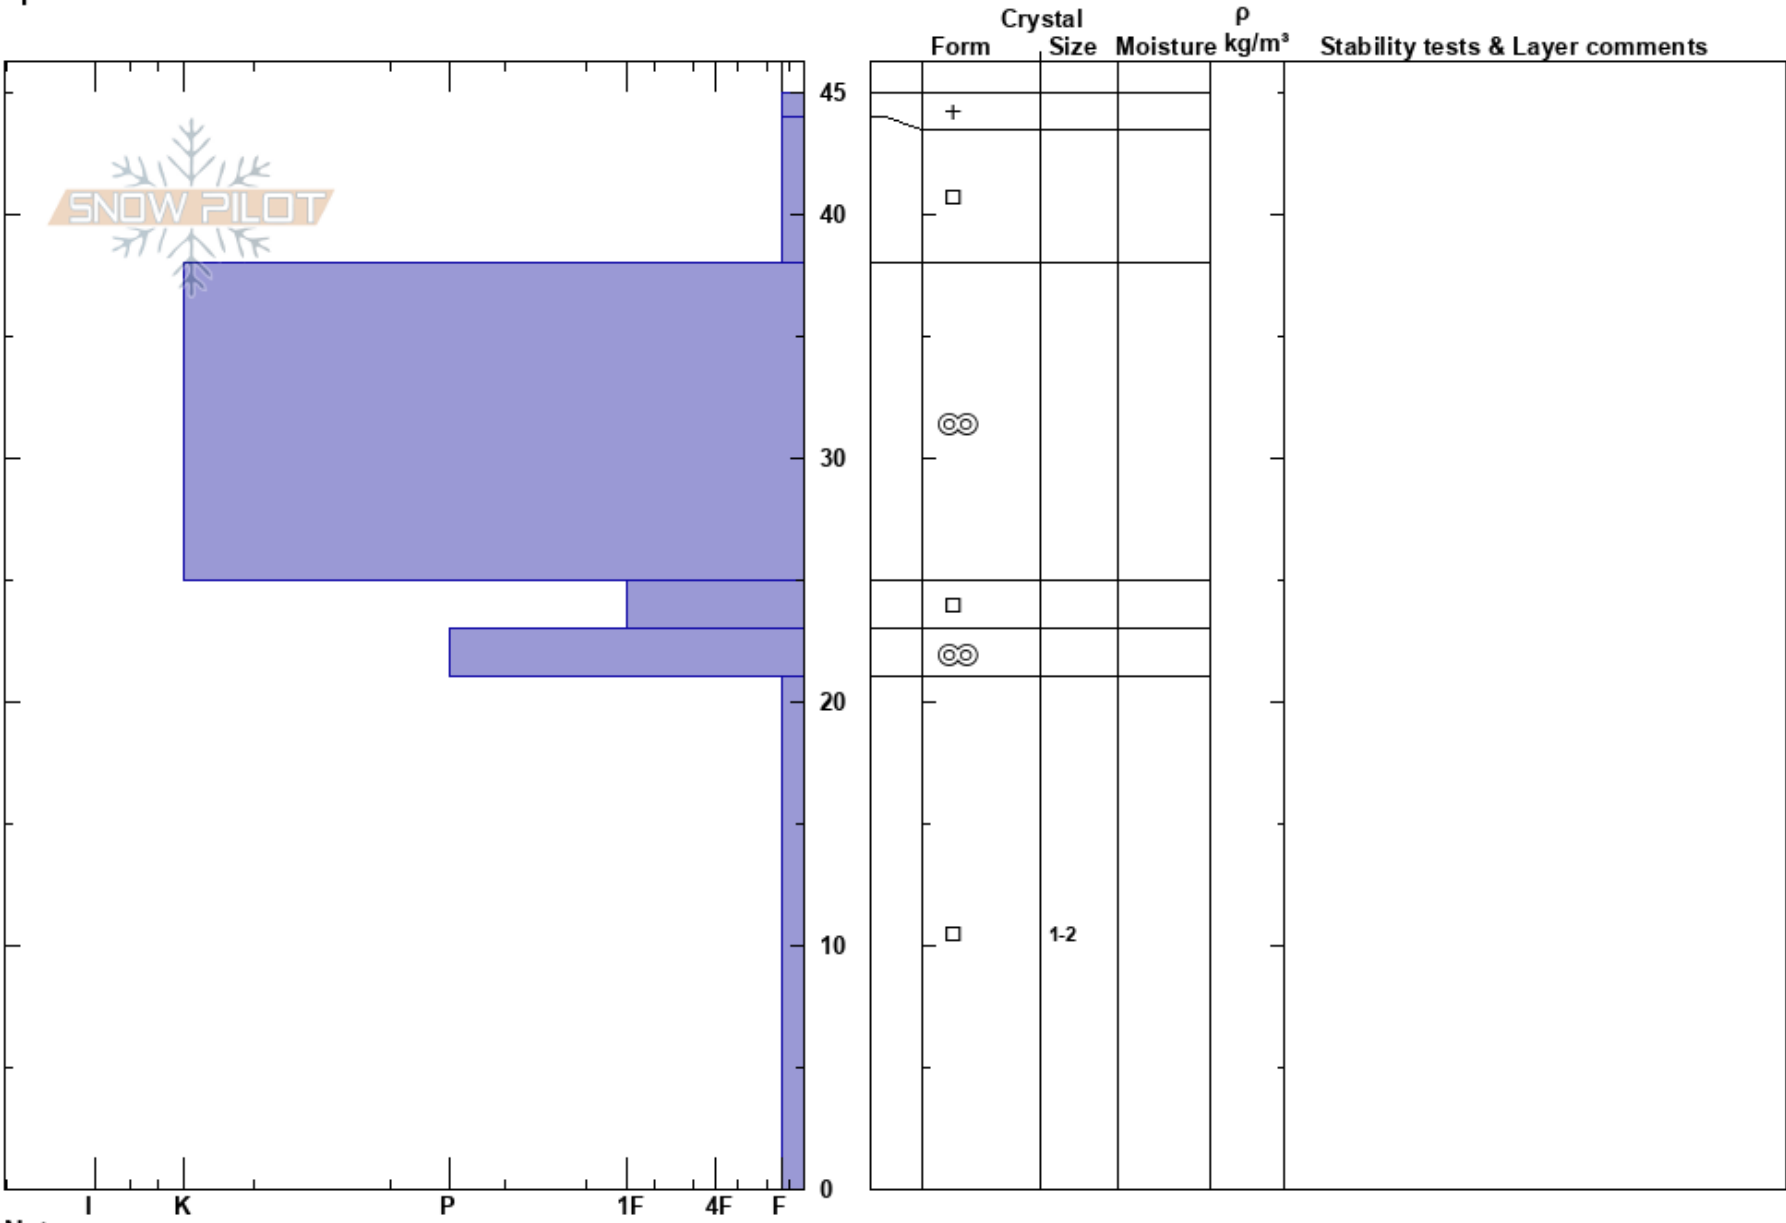 Crystal ρ
Form Size Moisture kg/m³ Stability tests & Layer comments
45
+
SNOW PILOT
40
30
20
10
1-2
0
I K P 1F 4F F